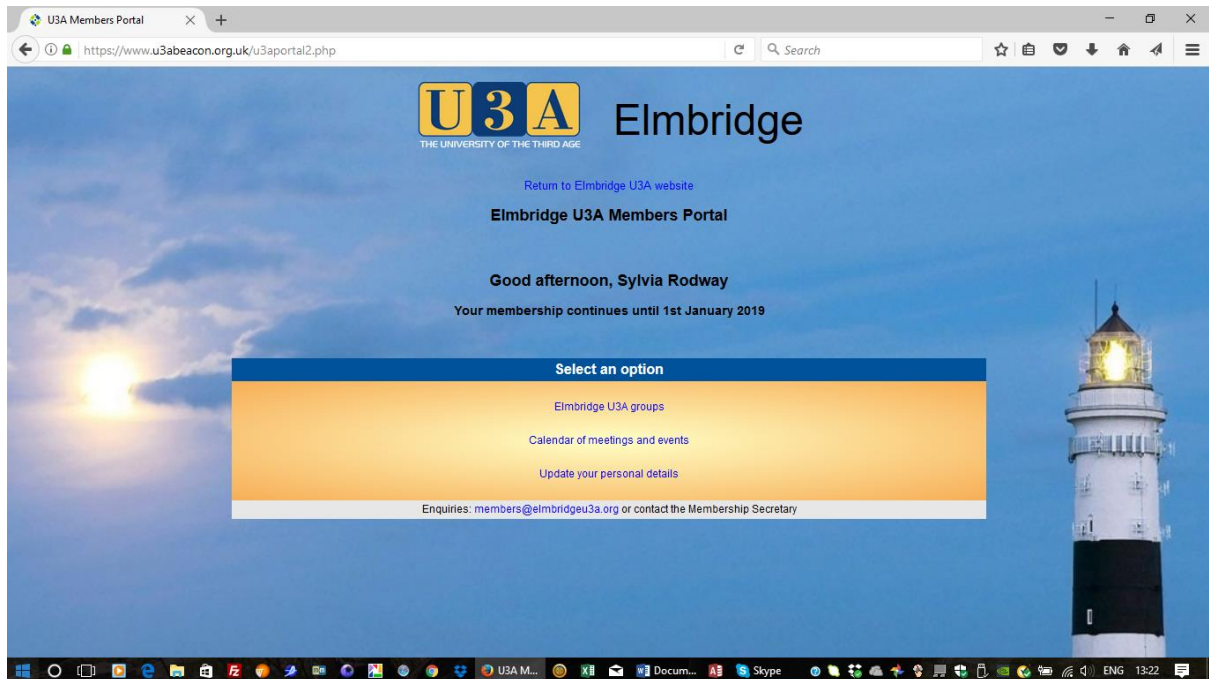 U3A Members Portal
https://www.u3abeacon.org.uk/u3aportal2.php
Search
U3A
THE UNIVERSITY OF THE THIRD AGE
Elmbridge
Return to Elmbridge U3A website
Elmbridge U3A Members Portal
Good afternoon, Sylvia Rodway
Your membership continues until 1st January 2019
Select an option
Elmbridge U3A groups
Calendar of meetings and events
Update your personal details
Enquiries: members@elmbridgeu3a.org or contact the Membership Secretary
U3A M... Docum... Skype ENG 13:22